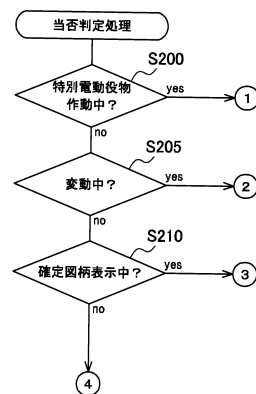 当否判定処理
S200
特別電動役物
作動中？
yes
①
no
S205
変動中？
yes
②
no
S210
確定図柄表示中？
yes
③
no
④